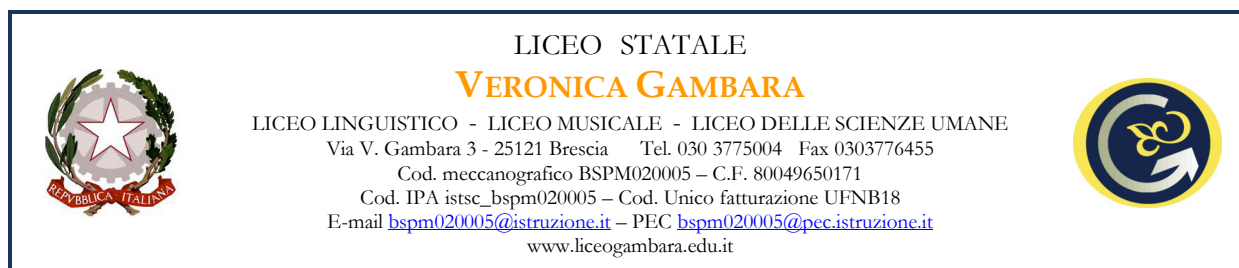 LICEO STATALE
VERONICA GAMBARA
LICEO LINGUISTICO - LICEO MUSICALE - LICEO DELLE SCIENZE UMANE
Via V. Gambara 3 - 25121 Brescia Tel. 030 3775004 Fax 0303776455
Cod. meccanografico BSPM020005 – C.F. 80049650171
Cod. IPA istsc_bspm020005 – Cod. Unico fatturazione UFNB18
E-mail bspm020005@istruzione.it – PEC bspm020005@pec.istruzione.it
www.liceogambara.edu.it
REPVBBLICA ITALIANA